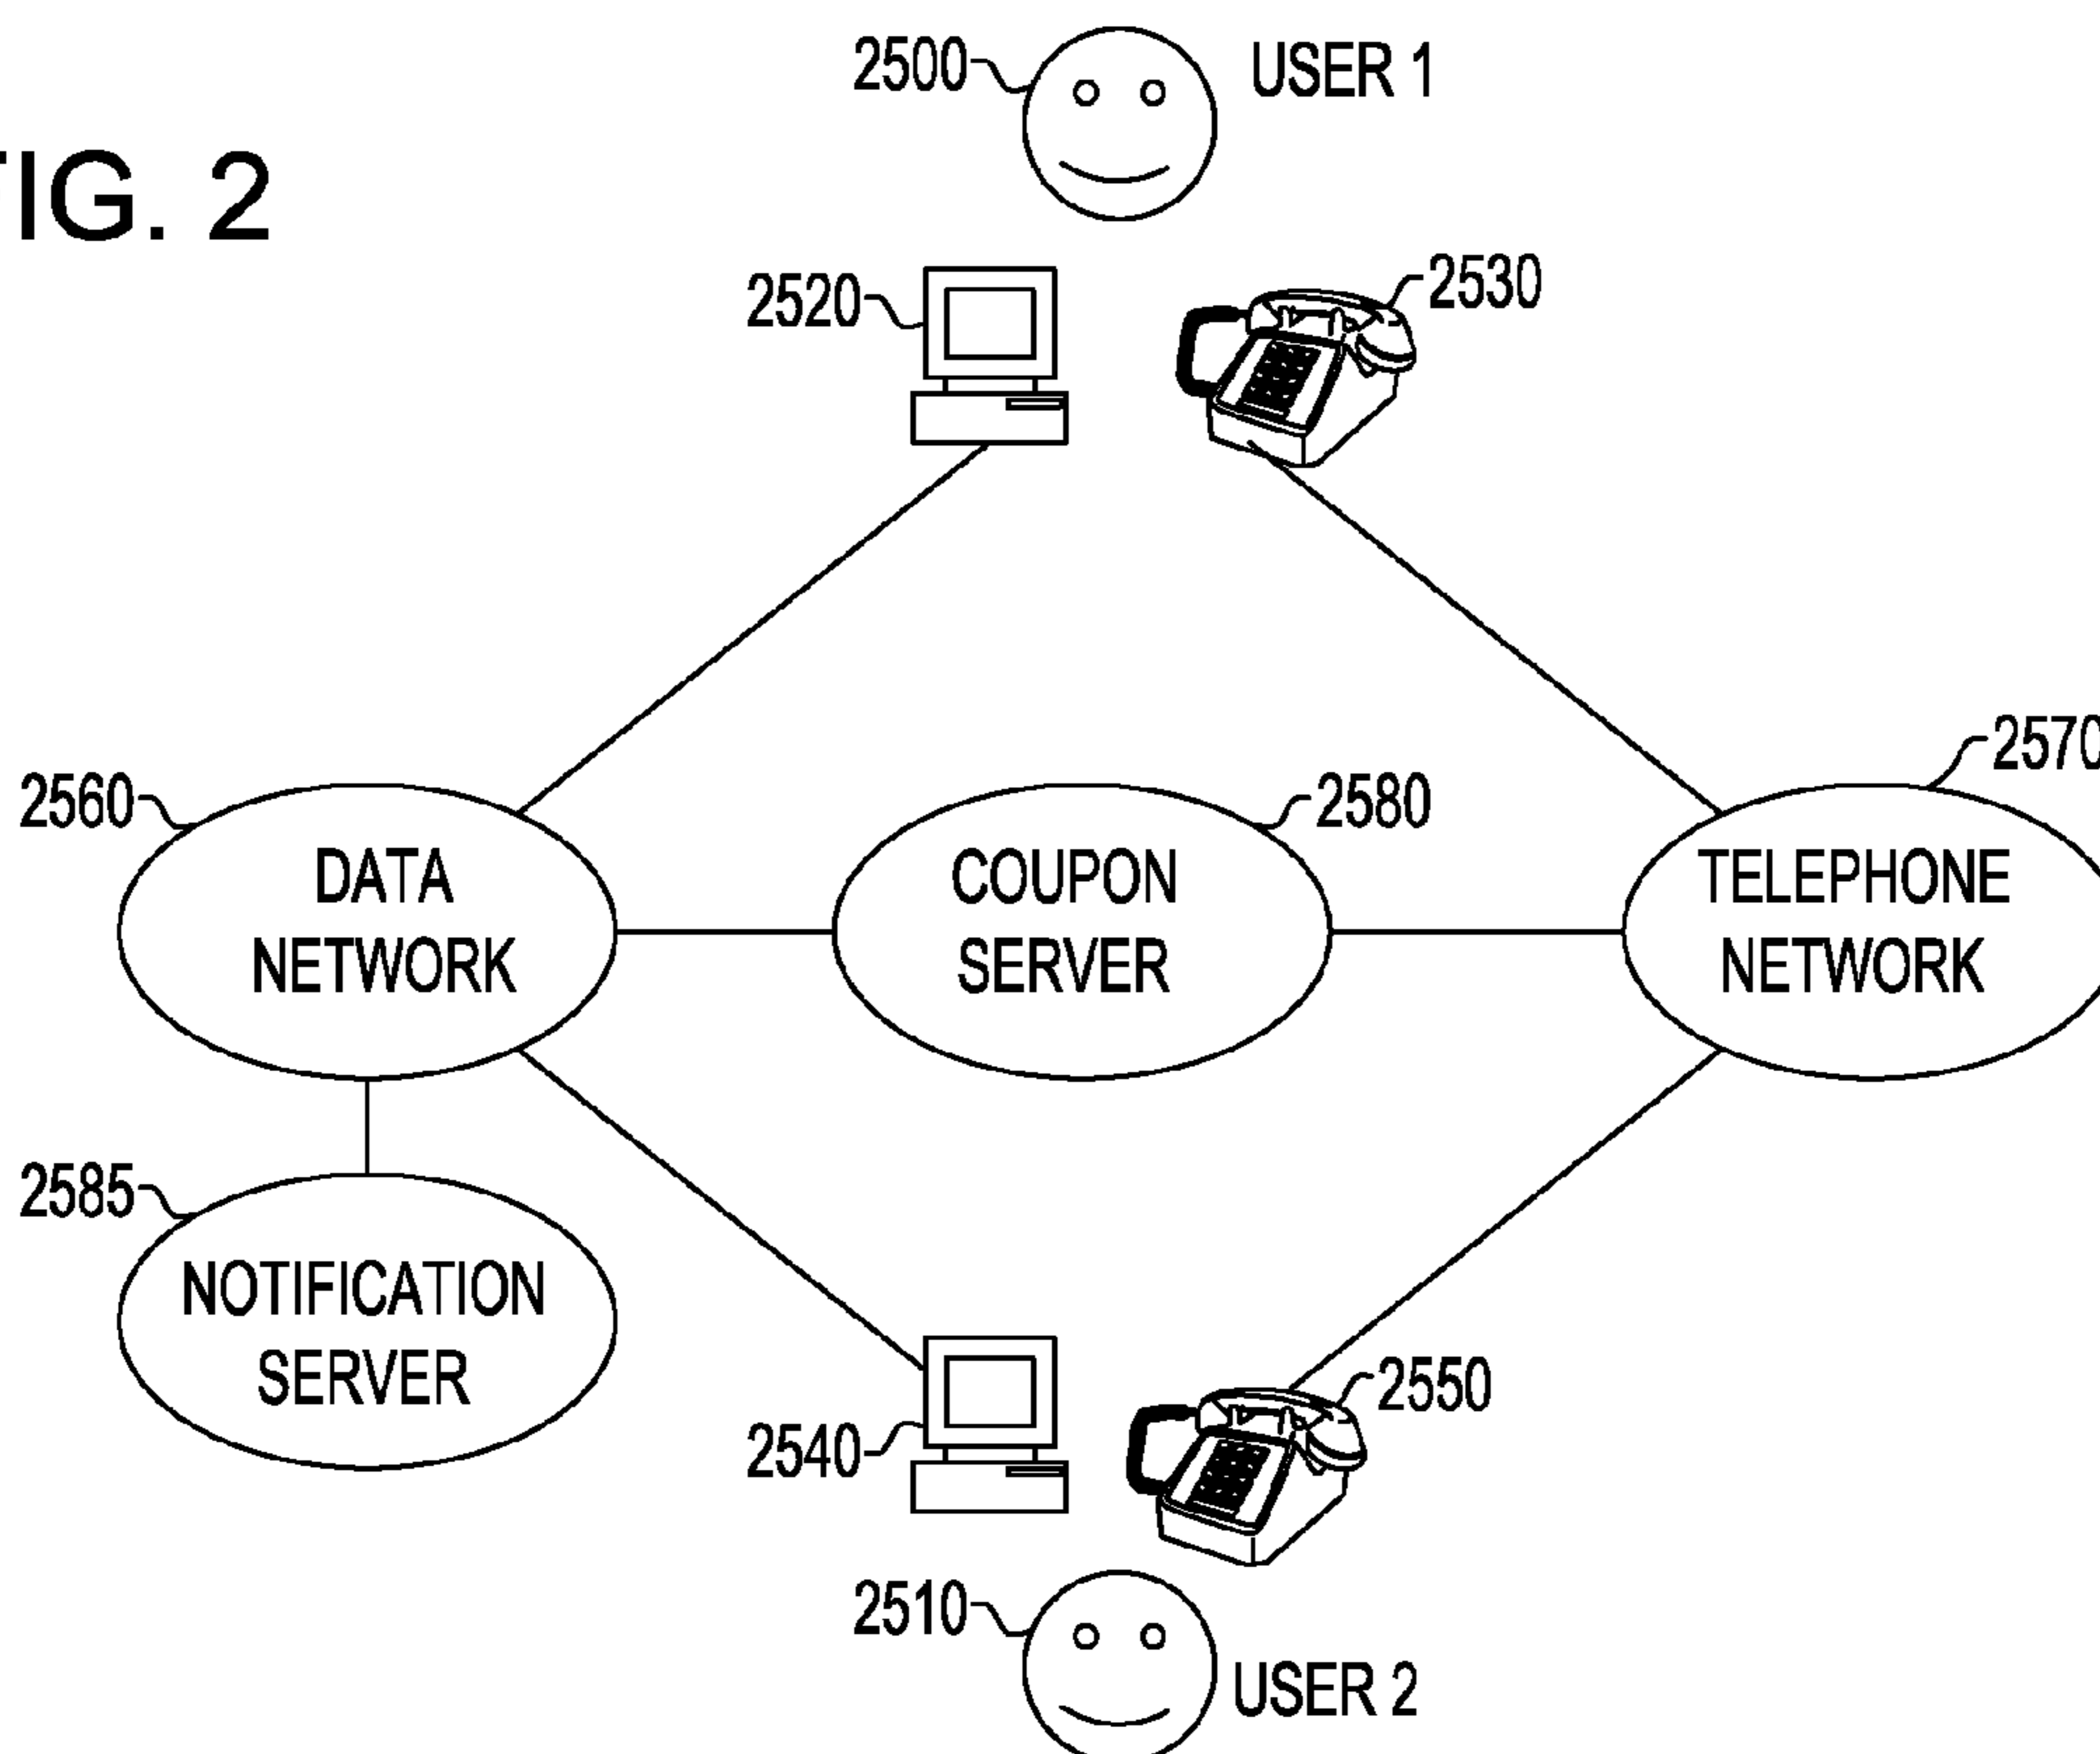 2500
USER 1
FIG. 2
2520
2530
2570
2560
2580
DATA
NETWORK
COUPON
SERVER
TELEPHONE
NETWORK
2585
NOTIFICATION
SERVER
2540
2550
2510
USER 2